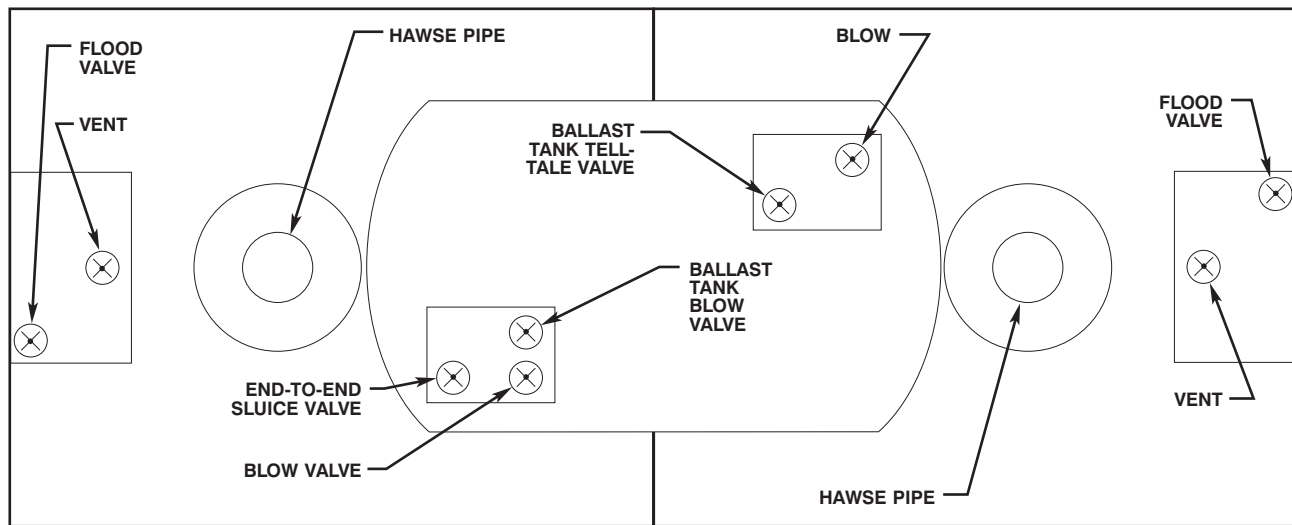 FLOOD
VALVE
HAWSE PIPE
BLOW
VENT
BALLAST
TANK TELL-
TALE VALVE
FLOOD
VALVE
BALLAST
TANK
BLOW
VALVE
END-TO-END
SLUICE VALVE
VENT
BLOW VALVE
HAWSE PIPE